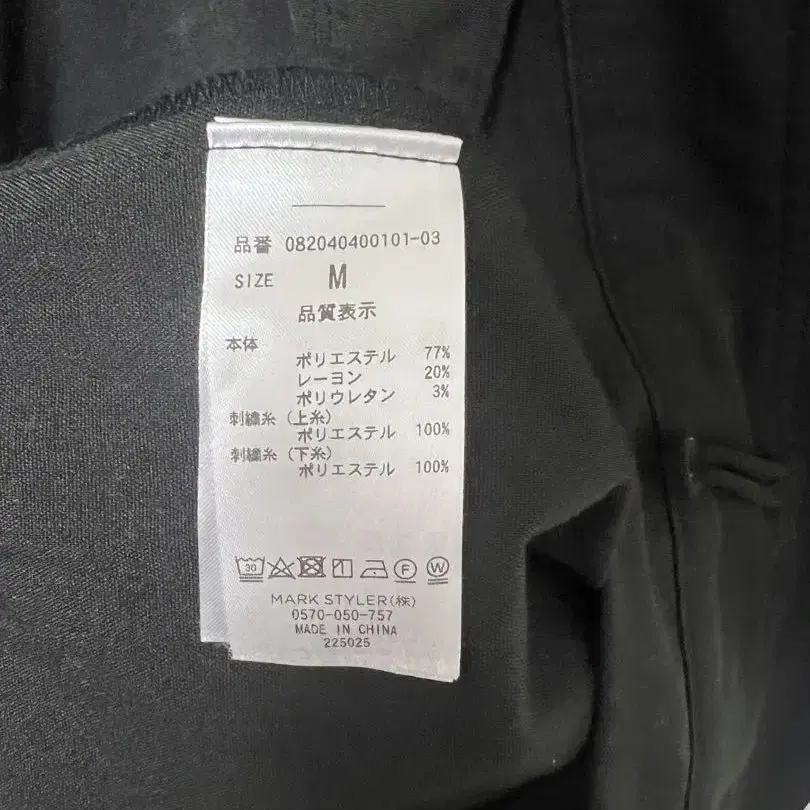 品番 082040400101-03
SIZE M
品質表示
本体
ポリエステル 77%
レーヨン 20%
ポリウレタン 3%
刺繍糸（上糸）
ポリエステル 100%
刺繍糸（下糸）
ポリエステル 100%
30 F W
MARK STYLER(株)
0570-050-757
MADE IN CHINA
225025